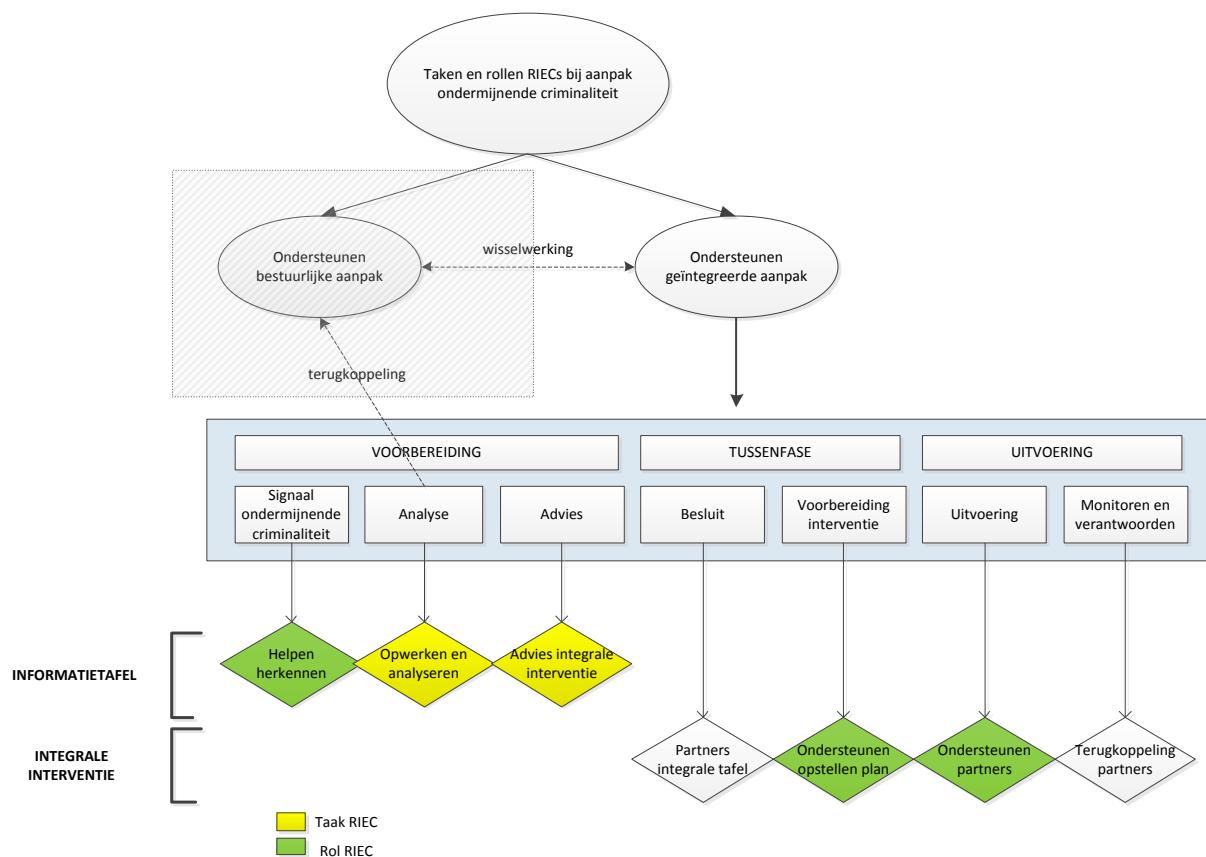 Taken en rollen RIECs bij aanpak
ondermijnende criminaliteit
Ondersteunen
bestuurlijke aanpak
wisselwerking
Ondersteunen
geïntegreerde aanpak
terugkoppeling
VOORBEREIDING
TUSSENFASE
UITVOERING
Signaal
ondermijnende
criminaliteit
Analyse
Advies
Besluit
Voorbereiding
interventie
Uitvoering
Monitoren en
verantwoorden
INFORMATIETAFEL
Helpen
herkennen
Opwerken en
analyseren
Advies integrale
interventie
INTEGRALE
INTERVENTIE
Partners
integrale tafel
Ondersteunen
opstellen plan
Ondersteunen
partners
Terugkoppeling
partners
Taak RIEC
Rol RIEC